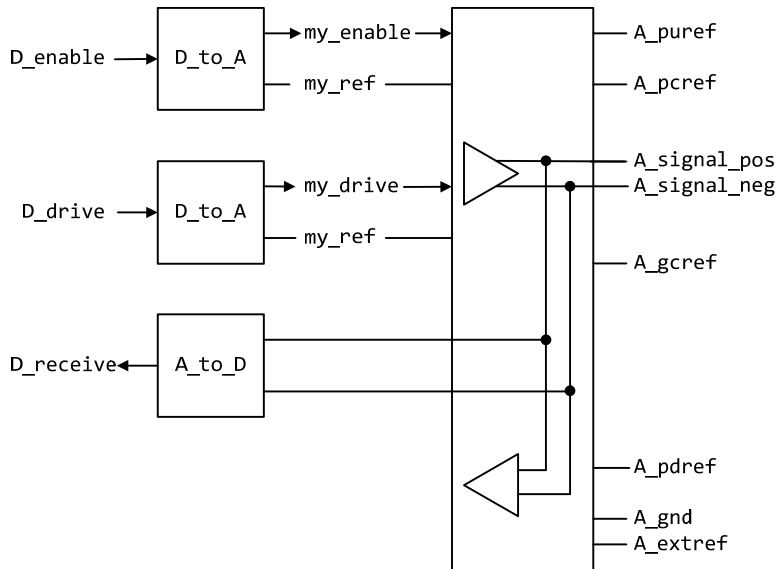 my_enable
A_puref
D_enable
D_to_A
my_ref
A_pcref
A_signal_pos
my_drive
A_signal_neg
D_drive
D_to_A
my_ref
A_gcref
D_receive
A_to_D
A_pdref
A_gnd
A_extref